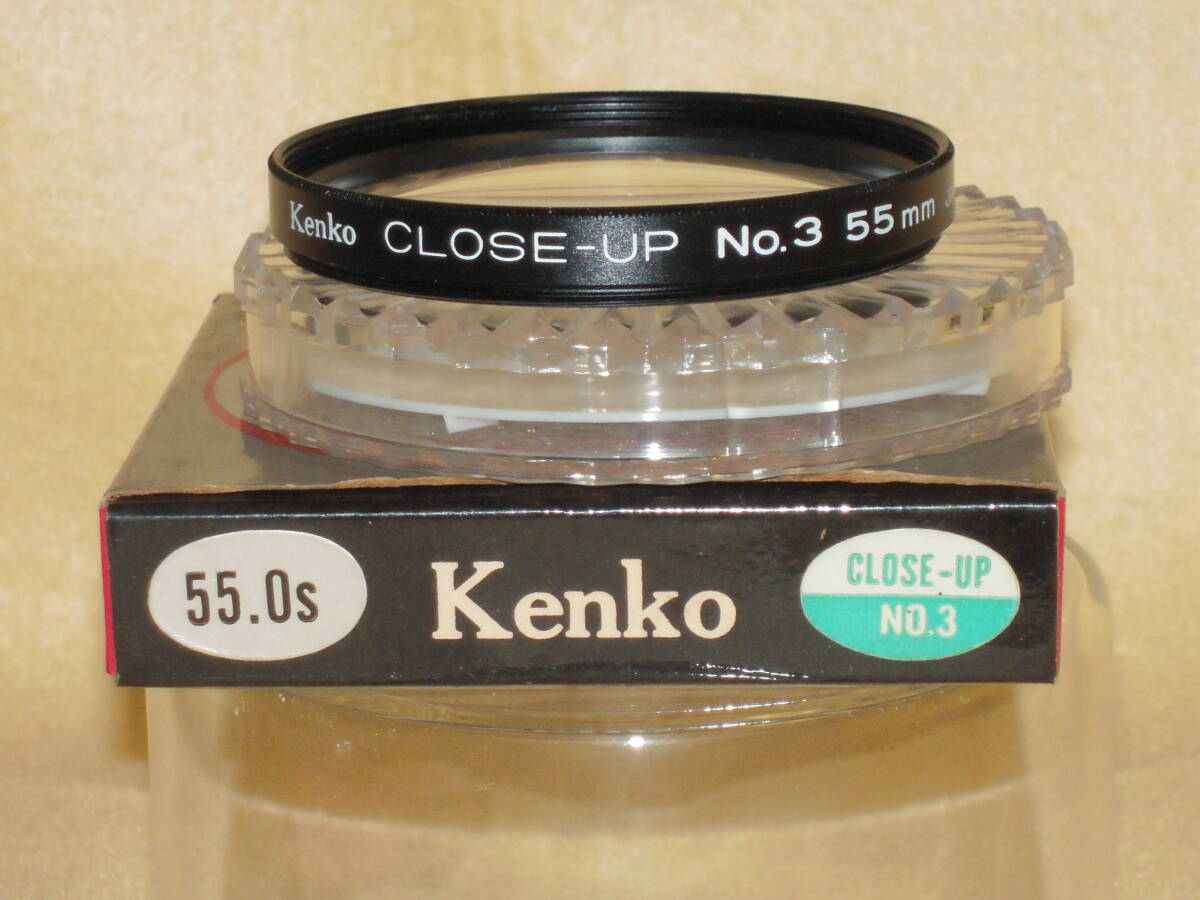 Kenko CLOSE-UP No.3 55mm
55.0s Kenko CLOSE-UP
NO.3